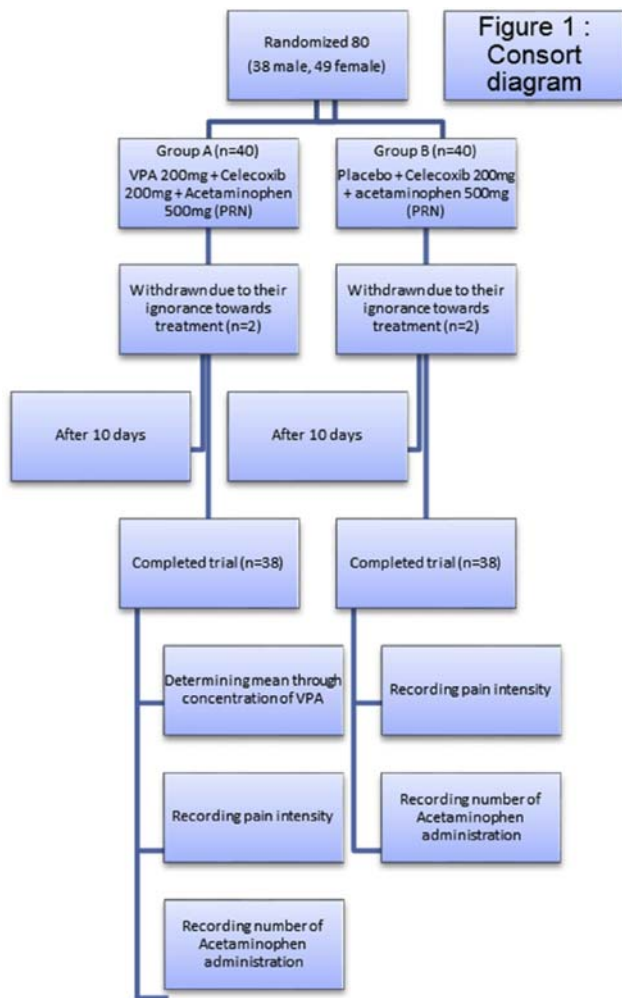 Randomized 80
(38 male, 49 female)
Figure 1 :
Consort
diagram
Group A (n=40)
VPA 200mg + Celecoxib
200mg + Acetaminophen
500mg (PRN)
Group B (n=40)
Placebo + Celecoxib 200mg
+ acetaminophen 500mg
(PRN)
Withdrawn due to their
ignorance towards
treatment (n=2)
Withdrawn due to their
ignorance towards
treatment (n=2)
After 10 days
After 10 days
Completed trial (n=38)
Completed trial (n=38)
Determining mean through
concentration of VPA
Recording pain intensity
Recording pain intensity
Recording number of
Acetaminophen
administration
Recording number of
Acetaminophen
administration